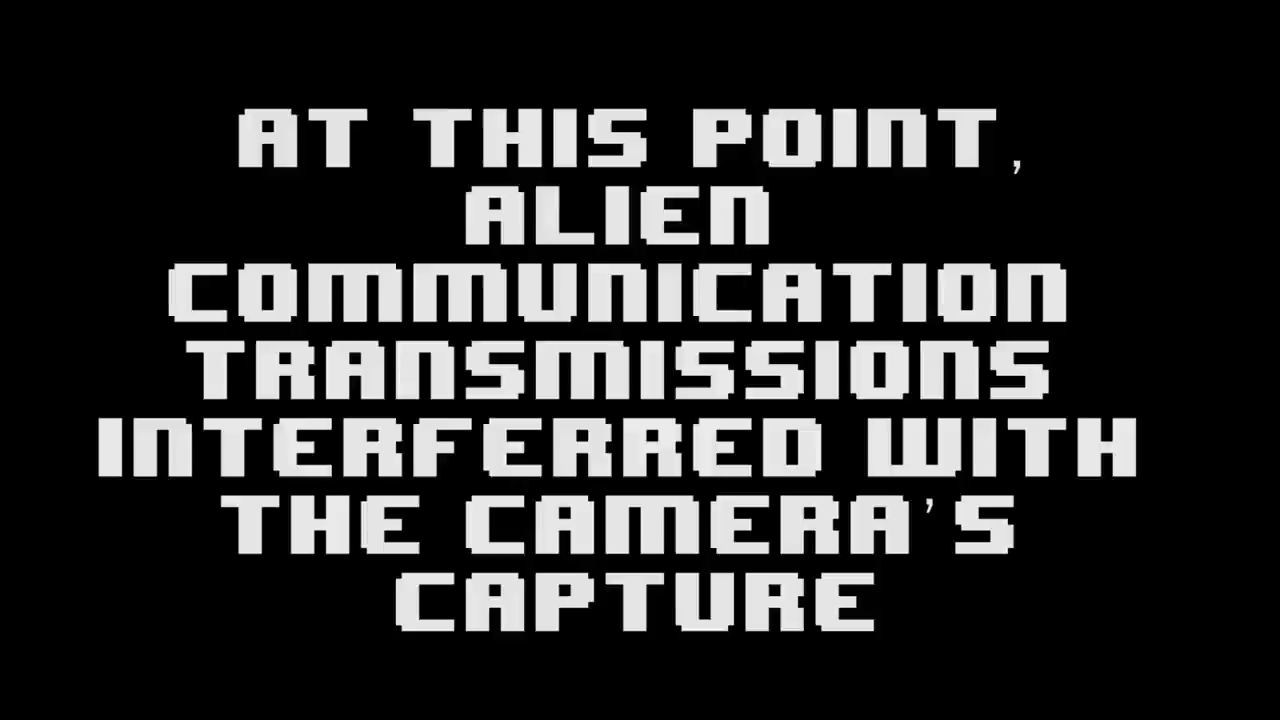 AT THIS POINT,
ALIEN
COMMUNICATION
TRANSMISSIONS
INTERFERRED WITH
THE CAMERA'S
CAPTURE